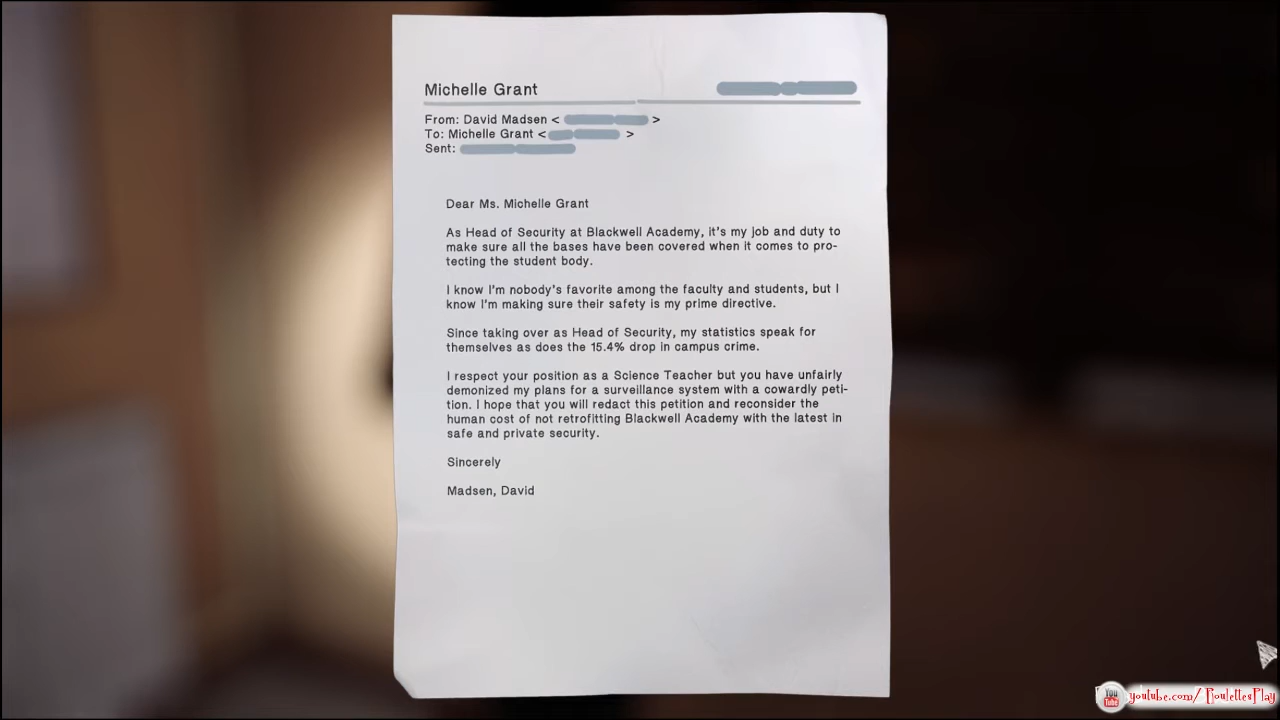 Michelle Grant
From: David Madsen < >
To: Michelle Grant < >
Sent:
Dear Ms. Michelle Grant
As Head of Security at Blackwell Academy, it's my job and duty to
make sure all the bases have been covered when it comes to pro-
tecting the student body.
I know I'm nobody's favorite among the faculty and students, but I
know I'm making sure their safety is my prime directive.
Since taking over as Head of Security, my statistics speak for
themselves as does the 15.4% drop in campus crime.
I respect your position as a Science Teacher but you have unfairly
demonized my plans for a surveillance system with a cowardly peti-
tion. I hope that you will redact this petition and reconsider the
human cost of not retrofitting Blackwell Academy with the latest in
safe and private security.
Sincerely
Madsen, David
You
Tube
youtube.com/ RoulettesPlay